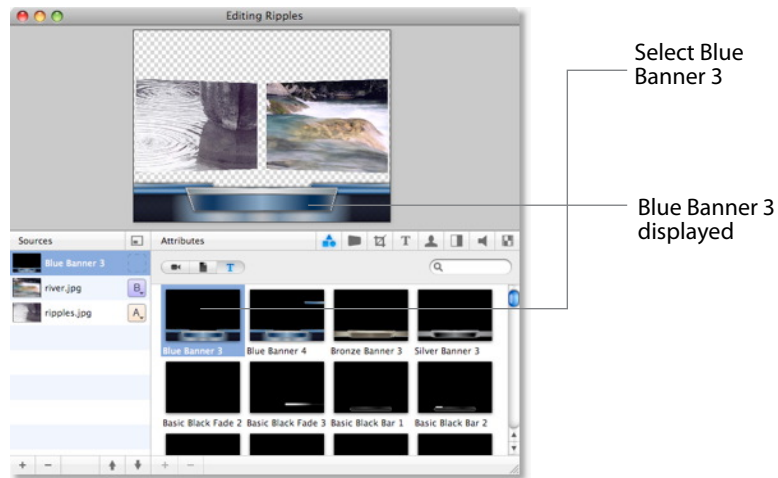 Editing Ripples
Select Blue
Banner 3
Blue Banner 3
displayed
Sources
Attributes
T
Blue Banner 3
T
river.jpg
B
ripples.jpg
A
Blue Banner 3
Blue Banner 4
Bronze Banner 3
Silver Banner 3
Basic Black Fade 2
Basic Black Fade 3
Basic Black Bar 1
Basic Black Bar 2